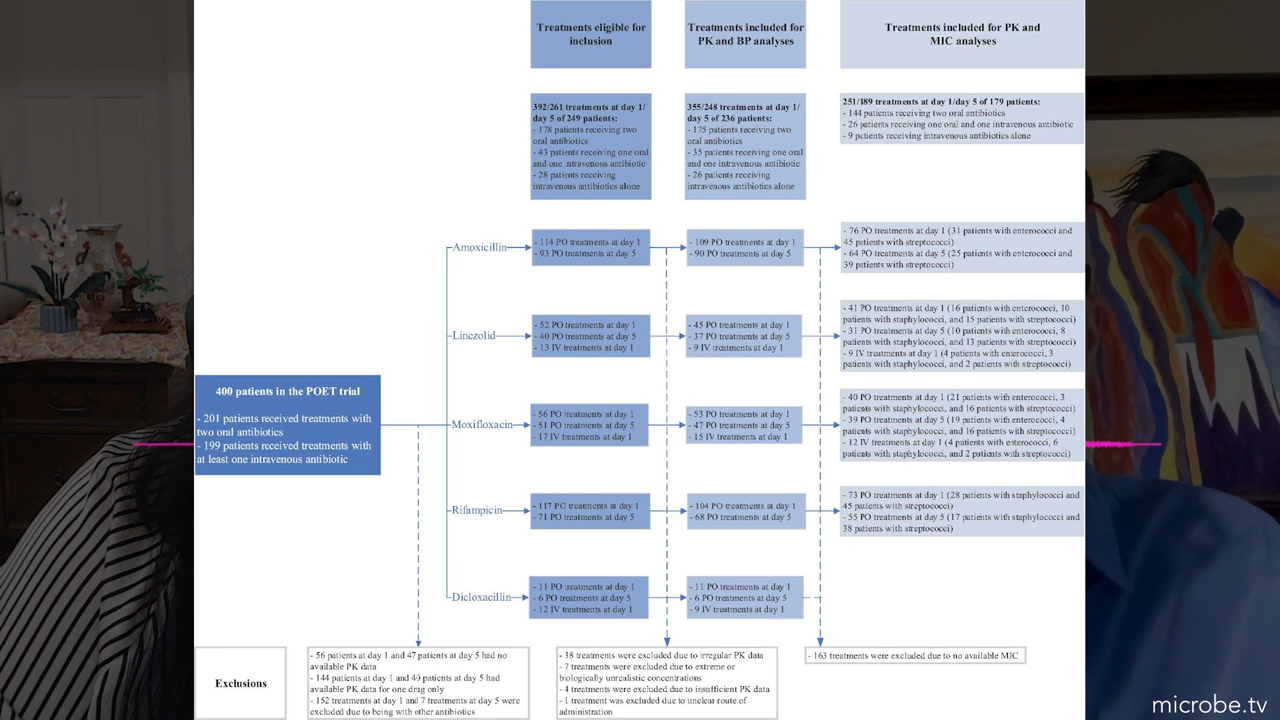 Treatments eligible for
inclusion
Treatments included for
PK and BP analyses
Treatments included for PK and
MIC analyses
392/261 treatments at day 1/
day 5 of 249 patients:
- 178 patients receiving two
oral antibiotics
- 43 patients receiving one oral
and one intravenous antibiotic
- 28 patients receiving
intravenous antibiotics alone
355/248 treatments at day 1/
day 5 of 236 patients:
- 175 patients receiving two
oral antibiotics
- 35 patients receiving one oral
and one intravenous antibiotic
- 26 patients receiving
intravenous antibiotics alone
251/189 treatments at day 1/day 5 of 179 patients:
- 144 patients receiving two oral antibiotics
- 26 patients receiving one oral and one intravenous antibiotic
- 9 patients receiving intravenous antibiotics alone
Amoxicillin
- 114 PO treatments at day 1
- 93 PO treatments at day 5
- 109 PO treatments at day 1
- 90 PO treatments at day 5
- 76 PO treatments at day 1 (31 patients with enterococci and
45 patients with streptococci)
- 64 PO treatments at day 5 (25 patients with enterococci and
39 patients with streptococci)
Linezolid
- 52 PO treatments at day 1
- 40 PO treatments at day 5
- 13 IV treatments at day 1
- 45 PO treatments at day 1
- 37 PO treatments at day 5
- 9 IV treatments at day 1
- 41 PO treatments at day 1 (16 patients with enterococci, 10
patients with staphylococci, and 15 patients with streptococci)
- 31 PO treatments at day 5 (10 patients with enterococci, 8
patients with staphylococci, and 13 patients with streptococci)
- 9 IV treatments at day 1 (4 patients with enterococci, 3
patients with staphylococci, and 2 patients with streptococci)
400 patients in the POET trial
- 201 patients received treatments with
two oral antibiotics
- 199 patients received treatments with
at least one intravenous antibiotic
Moxifloxacin
- 56 PO treatments at day 1
- 51 PO treatments at day 5
- 17 IV treatments at day 1
- 53 PO treatments at day 1
- 47 PO treatments at day 5
- 15 IV treatments at day 1
- 40 PO treatments at day 1 (21 patients with enterococci, 3
patients with staphylococci, and 16 patients with streptococci)
- 39 PO treatments at day 5 (19 patients with enterococci, 4
patients with staphylococci, and 16 patients with streptococci)
- 12 IV treatments at day 1 (4 patients with enterococci, 6
patients with staphylococci, and 2 patients with streptococci)
Rifampicin
- 117 PO treatments at day 1
- 71 PO treatments at day 5
- 104 PO treatments at day 1
- 68 PO treatments at day 5
- 73 PO treatments at day 1 (28 patients with staphylococci and
45 patients with streptococci)
- 55 PO treatments at day 5 (17 patients with staphylococci and
38 patients with streptococci)
Dicloxacillin
- 11 PO treatments at day 1
- 6 PO treatments at day 5
- 12 IV treatments at day 1
- 11 PO treatments at day 1
- 6 PO treatments at day 5
- 9 IV treatments at day 1
Exclusions
- 56 patients at day 1 and 47 patients at day 5 had no
available PK data
- 144 patients at day 1 and 40 patients at day 5 had
available PK data for one drag only
- 152 treatments at day 1 and 7 treatments at day 5 were
excluded due to being with other antibiotics
- 38 treatments were excluded due to irregular PK data
- 7 treatments were excluded due to extreme or
biologically unrealistic concentrations
- 4 treatments were excluded due to insufficient PK data
- 1 treatment was excluded due to unclear route of
administration
- 163 treatments were excluded due to no available MIC
microbe.tv